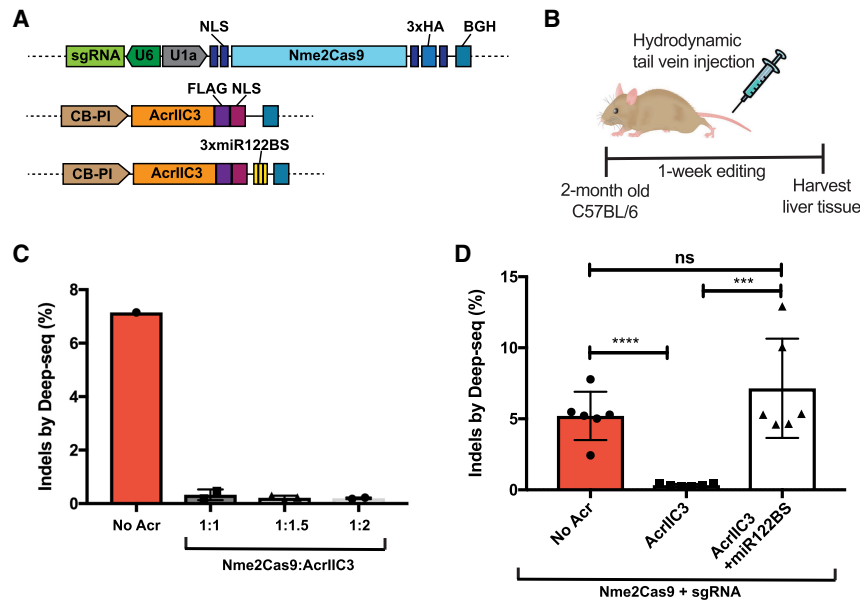 A
NLS
3xHA
BGH
sgRNA
U6
U1a
Nme2Cas9
FLAG
NLS
CB-PI
AcrIIC3
3xmiR122BS
CB-PI
AcrIIC3
B
Hydrodynamic
tail vein injection
1-week editing
2-month old
C57BL/6
Harvest
liver tissue
C
Indels by Deep-seq (%)
8
6
4
2
0
No Acr
1:1
1:1.5
1:2
Nme2Cas9:AcrIIC3
D
Indels by Deep-seq (%)
15
10
5
0
ns
***
****
No Acr
AcrIIC3
AcrIIC3
+miR122BS
Nme2Cas9 + sgRNA